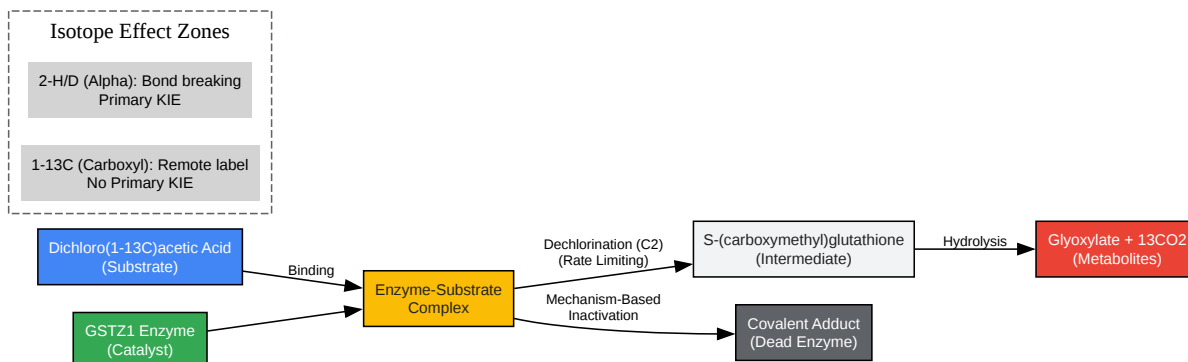 Isotope Effect Zones
2-H/D (Alpha): Bond breaking
Primary KIE
1-13C (Carboxyl): Remote label
No Primary KIE
Dichloro(1-13C)acetic Acid
(Substrate)
GSTZ1 Enzyme
(Catalyst)
Binding
Enzyme-Substrate
Complex
Dechlorination (C2)
(Rate Limiting)
Mechanism-Based
Inactivation
S-(carboxymethyl)glutathione
(Intermediate)
Covalent Adduct
(Dead Enzyme)
Hydrolysis
Glyoxylate + 13CO2
(Metabolites)